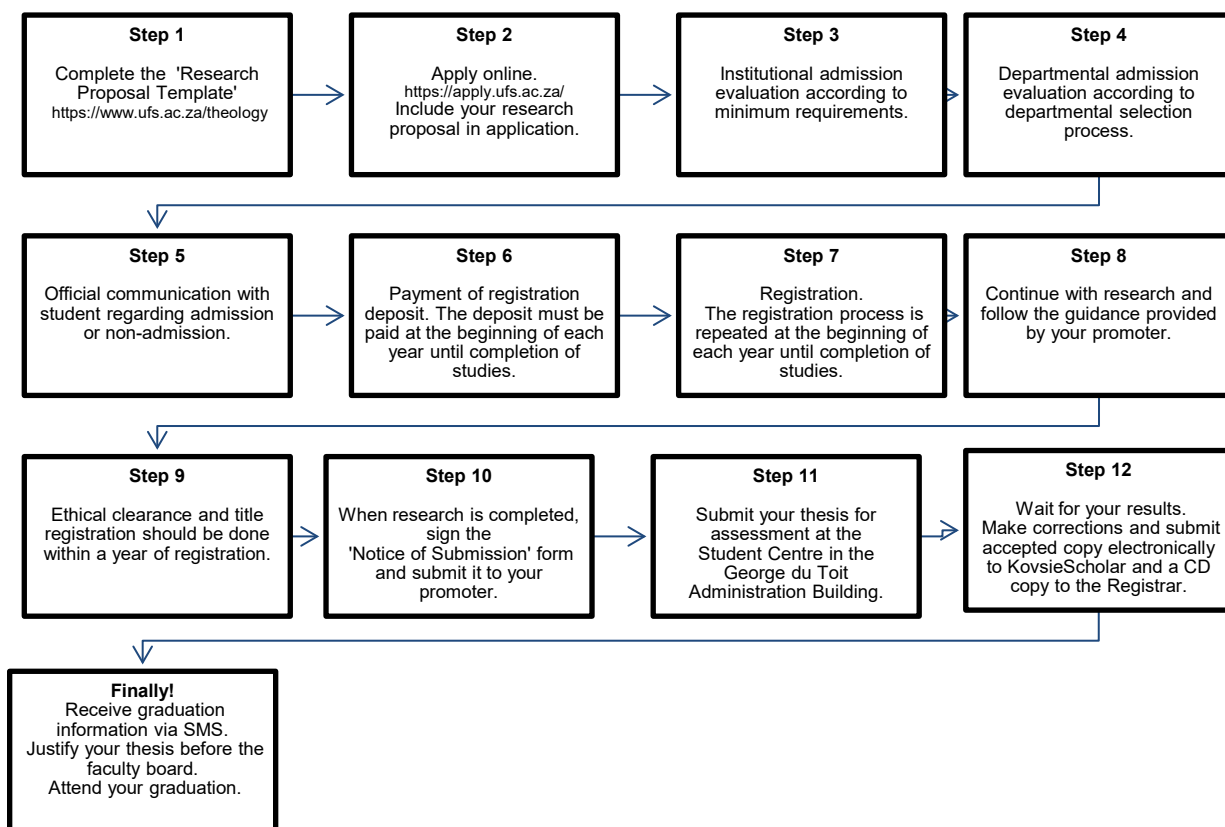 Step 1
Complete the 'Research
Proposal Template'
https://www.ufs.ac.za/theology
Step 2
Apply online.
https://apply.ufs.ac.za/
Include your research
proposal in application.
Step 3
Institutional admission
evaluation according to
minimum requirements.
Step 4
Departmental admission
evaluation according to
departmental selection
process.
Step 5
Official communication with
student regarding admission
or non-admission.
Step 6
Payment of registration
deposit. The deposit must be
paid at the beginning of each
year until completion of
studies.
Step 7
Registration.
The registration process is
repeated at the beginning of
each year until completion of
studies.
Step 8
Continue with research and
follow the guidance provided
by your promoter.
Step 9
Ethical clearance and title
registration should be done
within a year of registration.
Step 10
When research is completed,
sign the
'Notice of Submission' form
and submit it to your
promoter.
Step 11
Submit your thesis for
assessment at the
Student Centre in the
George du Toit
Administration Building.
Step 12
Wait for your results.
Make corrections and submit
accepted copy electronically
to KovsieScholar and a CD
copy to the Registrar.
Finally!
Receive graduation
information via SMS.
Justify your thesis before the
faculty board.
Attend your graduation.